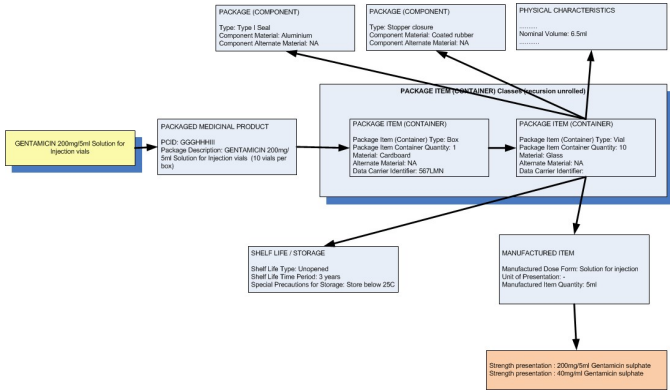 PACKAGE (COMPONENT)
Type: Type I Seal
Component Material: Aluminium
Component Alternate Material: NA
PACKAGE (COMPONENT)
Type: Stopper closure
Component Material: Coated rubber
Component Alternate Material: NA
PHYSICAL CHARACTERISTICS
.........
Nominal Volume: 6.5ml
..........
PACKAGE ITEM (CONTAINER) Classes (recursion unrolled)
GENTAMICIN 200mg/5ml Solution for
Injection vials
PACKAGED MEDICINAL PRODUCT
PCID: GGGHHHIII
Package Description: GENTAMICIN 200mg/
5ml Solution for Injection vials (10 vials per
box)
PACKAGE ITEM (CONTAINER)
Package Item (Container) Type: Box
Package Item Container Quantity: 1
Material: Cardboard
Alternate Material: NA
Data Carrier Identifier: 567LMN
PACKAGE ITEM (CONTAINER)
Package Item (Container) Type: Vial
Package Item Container Quantity: 10
Material: Glass
Alternate Material: NA
Data Carrier Identifier:
SHELF LIFE / STORAGE
Shelf Life Type: Unopened
Shelf Life Time Period: 3 years
Special Precautions for Storage: Store below 25C
MANUFACTURED ITEM
Manufactured Dose Form: Solution for injection
Unit of Presentation: -
Manufactured Item Quantity: 5ml
Strength presentation : 200mg/5ml Gentamicin sulphate
Strength presentation : 40mg/ml Gentamicin sulphate